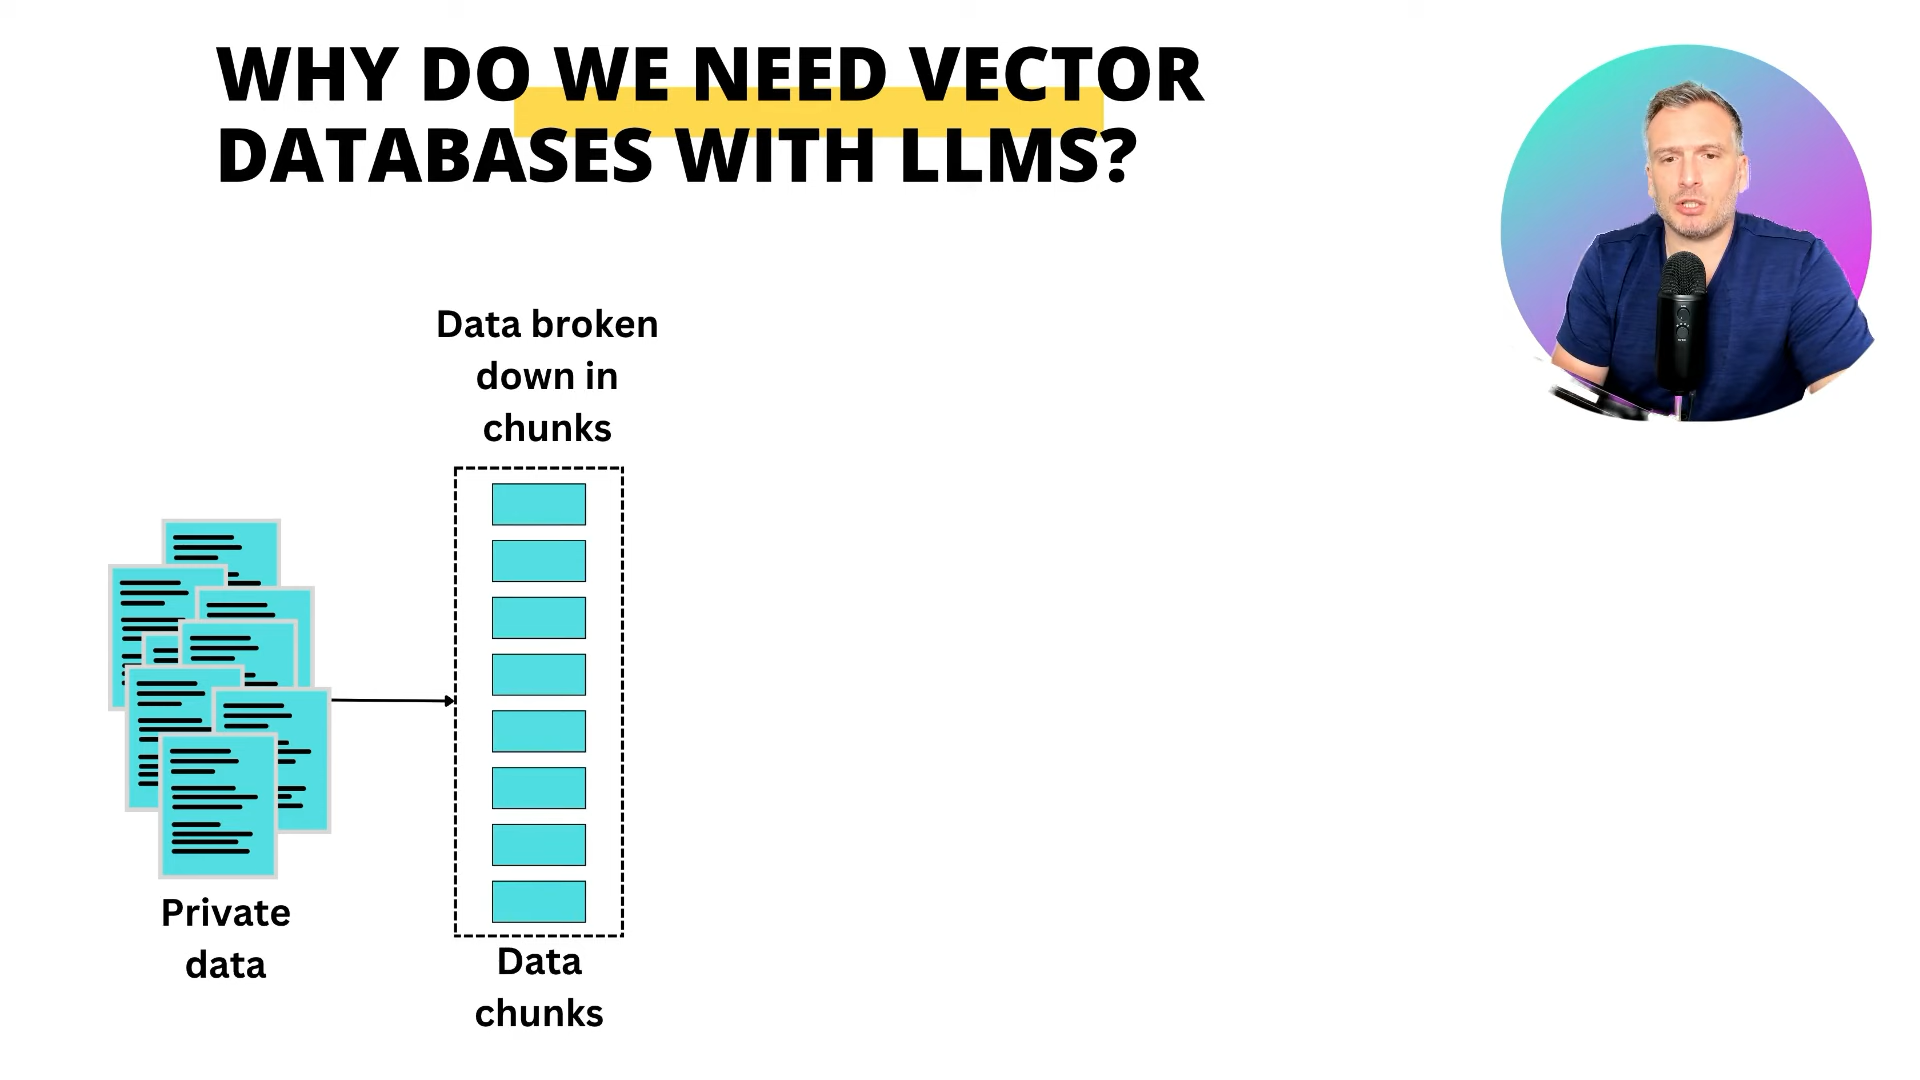 WHY DO WE NEED VECTOR
DATABASES WITH LLMS?
Data broken
down in
chunks
Private
data
Data
chunks